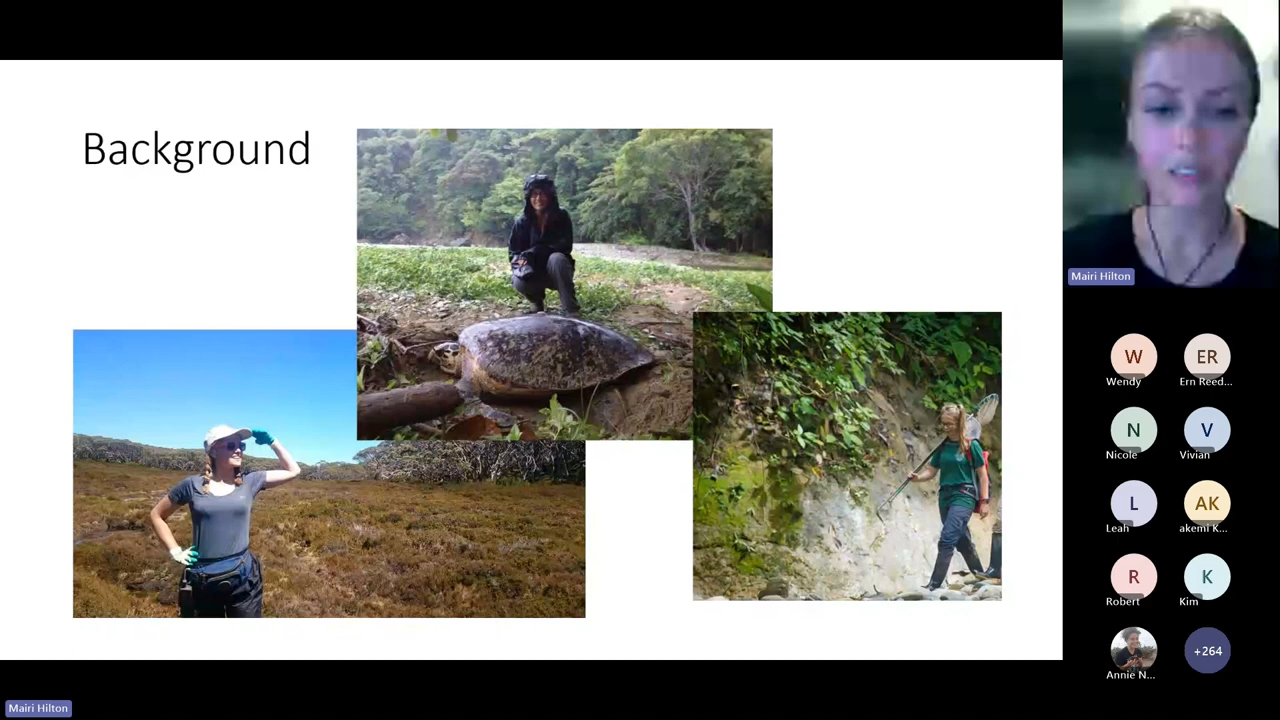 Background
Mairi Hilton
W
ER
Wendy
Ern Reed...
N
V
Nicole
Vivian
L
AK
Leah
akemi K...
R
K
Robert
Kim
+264
Annie N...
Mairi Hilton